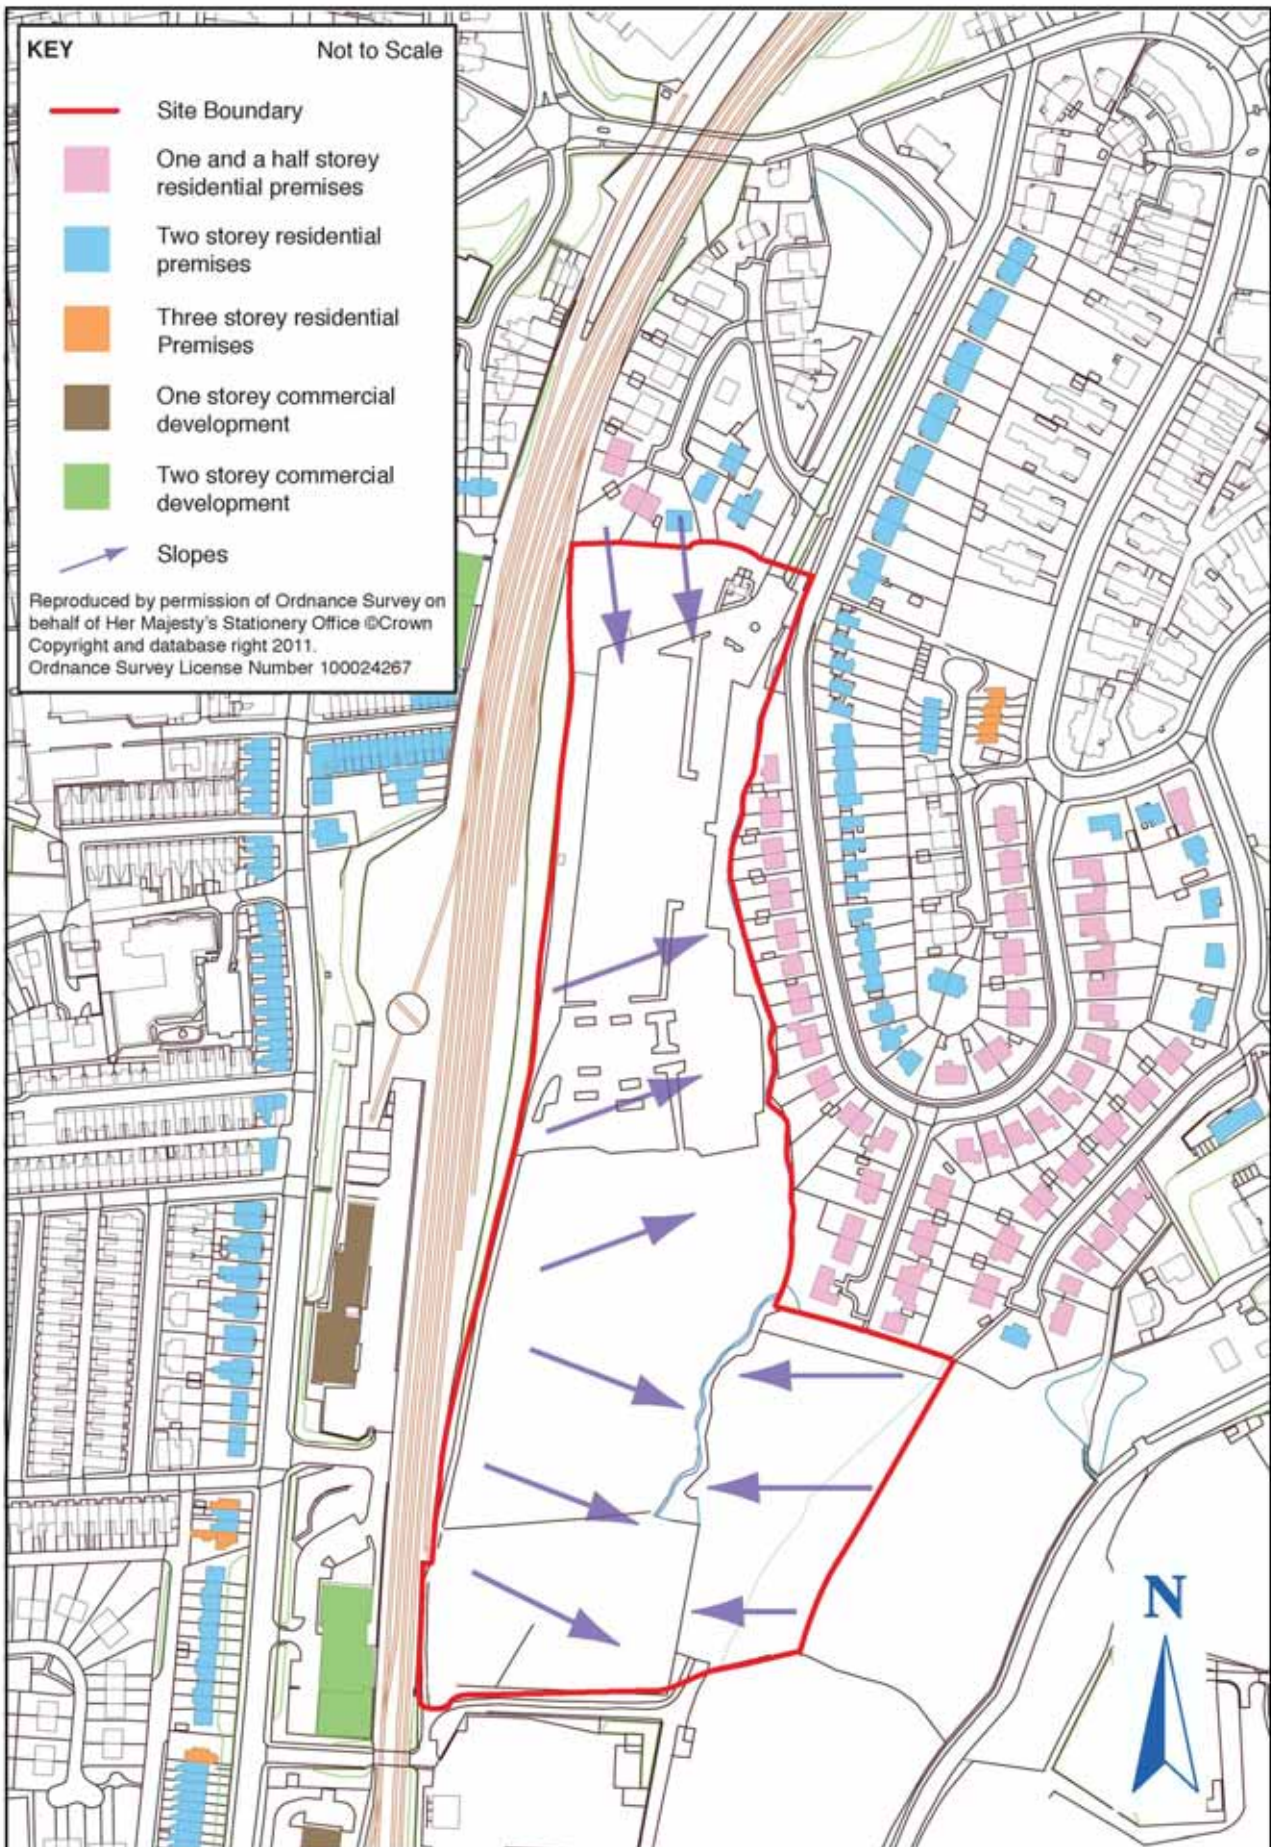 KEY
Not to Scale
Site Boundary
One and a half storey
residential premises
Two storey residential
premises
Three storey residential
Premises
One storey commercial
development
Two storey commercial
development
Slopes
Reproduced by permission of Ordnance Survey on
behalf of Her Majesty's Stationery Office ©Crown
Copyright and database right 2011.
Ordnance Survey License Number 100024267
N